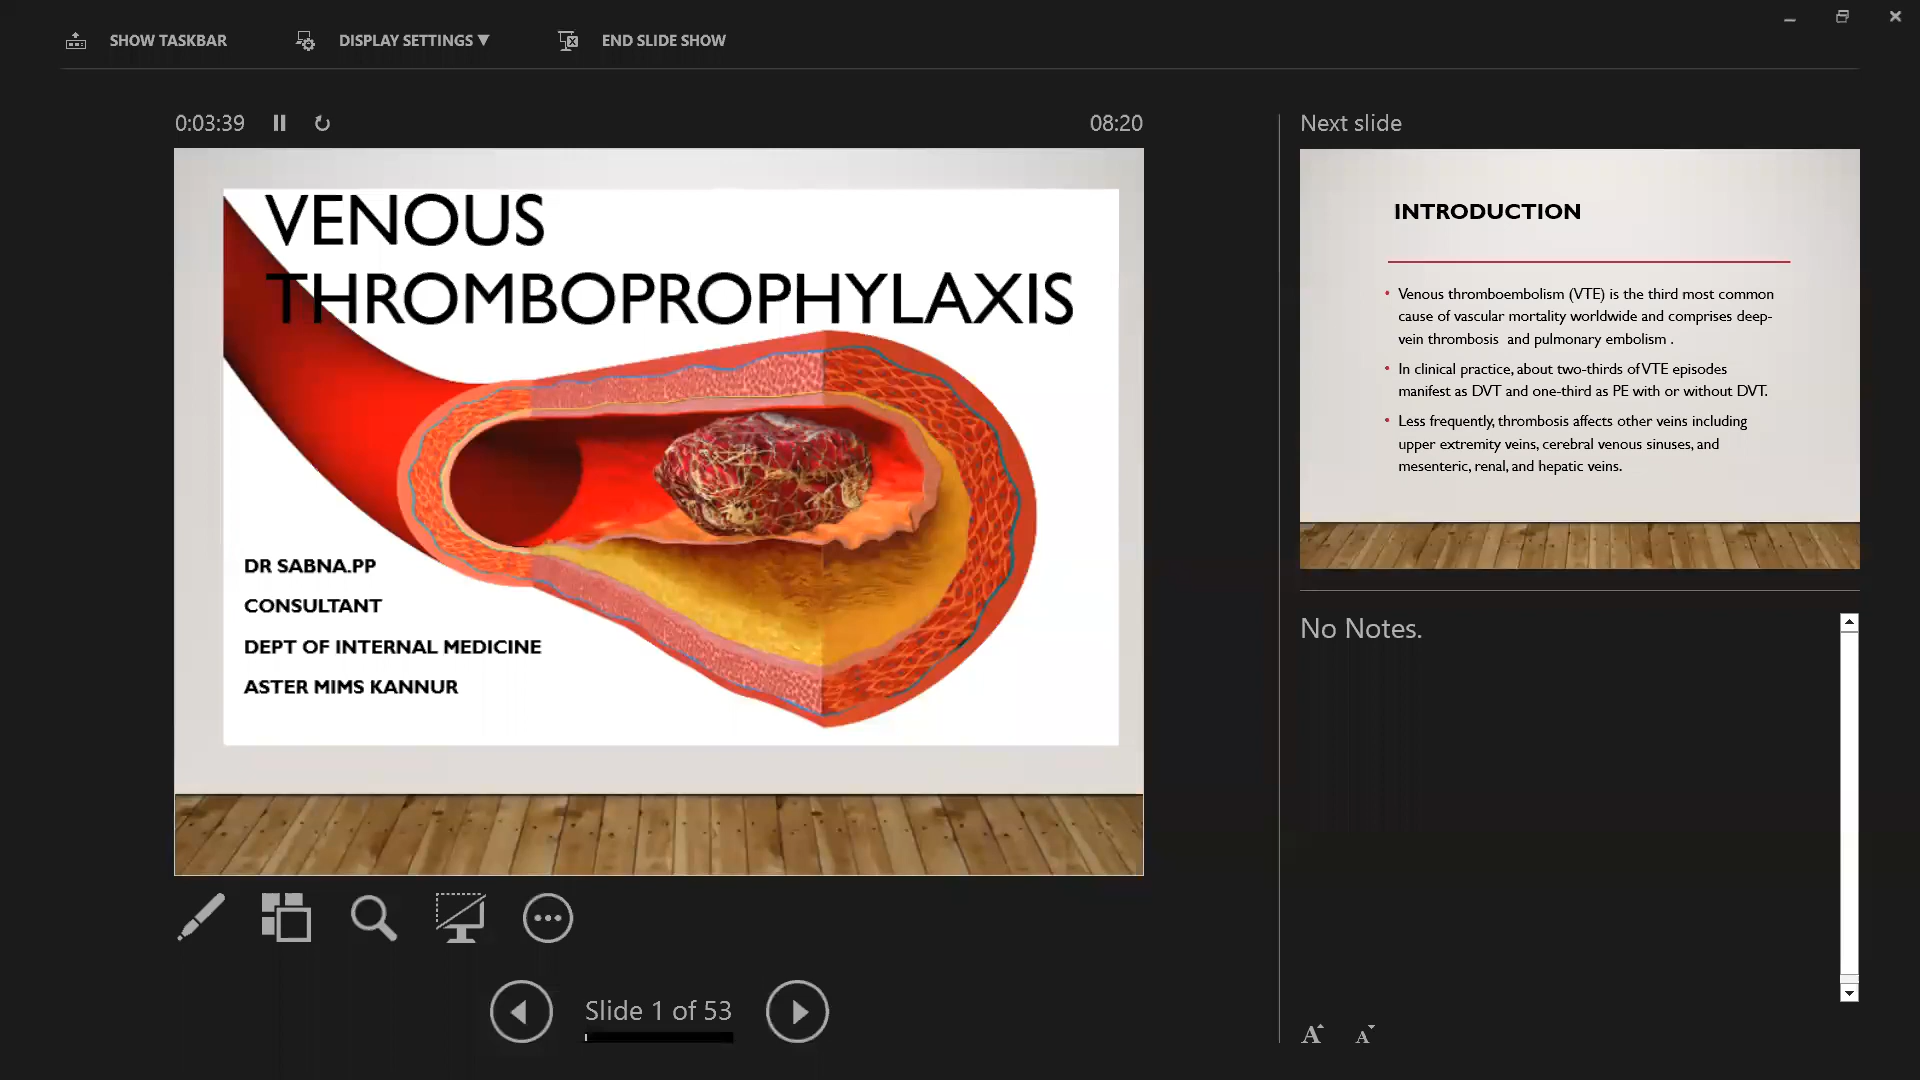 SHOW TASKBAR
DISPLAY SETTINGS ▼
END SLIDE SHOW
0:03:39
08:20
VENOUS
THROMBOPROPHYLAXIS
DR SABNA.PP
CONSULTANT
DEPT OF INTERNAL MEDICINE
ASTER MIMS KANNUR
Slide 1 of 53
Next slide
INTRODUCTION
• Venous thromboembolism (VTE) is the third most common
cause of vascular mortality worldwide and comprises deep-
vein thrombosis and pulmonary embolism .
• In clinical practice, about two-thirds of VTE episodes
manifest as DVT and one-third as PE with or without DVT.
• Less frequently, thrombosis affects other veins including
upper extremity veins, cerebral venous sinuses, and
mesenteric, renal, and hepatic veins.
No Notes.
A A